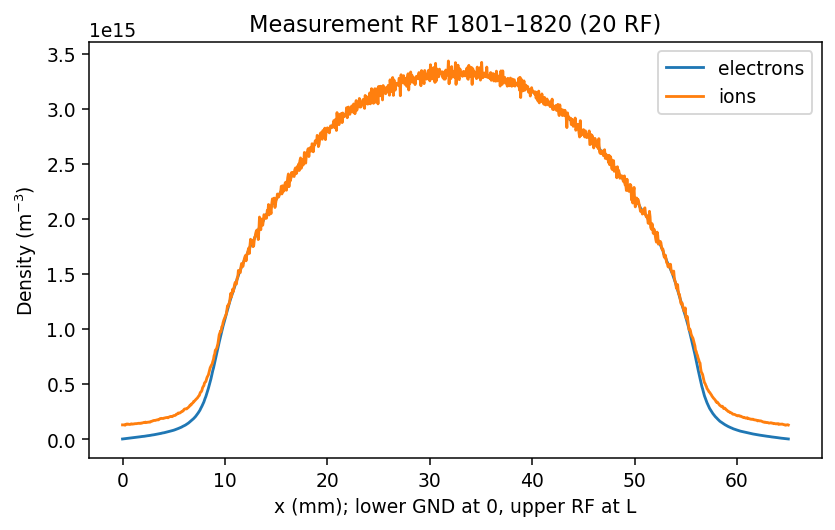 Measurement RF 1801–1820 (20 RF)
1e15
electrons
ions
3.5
3.0
2.5
2.0
1.5
1.0
0.5
0.0
Density (m⁻³)
0 10 20 30 40 50 60
x (mm); lower GND at 0, upper RF at L